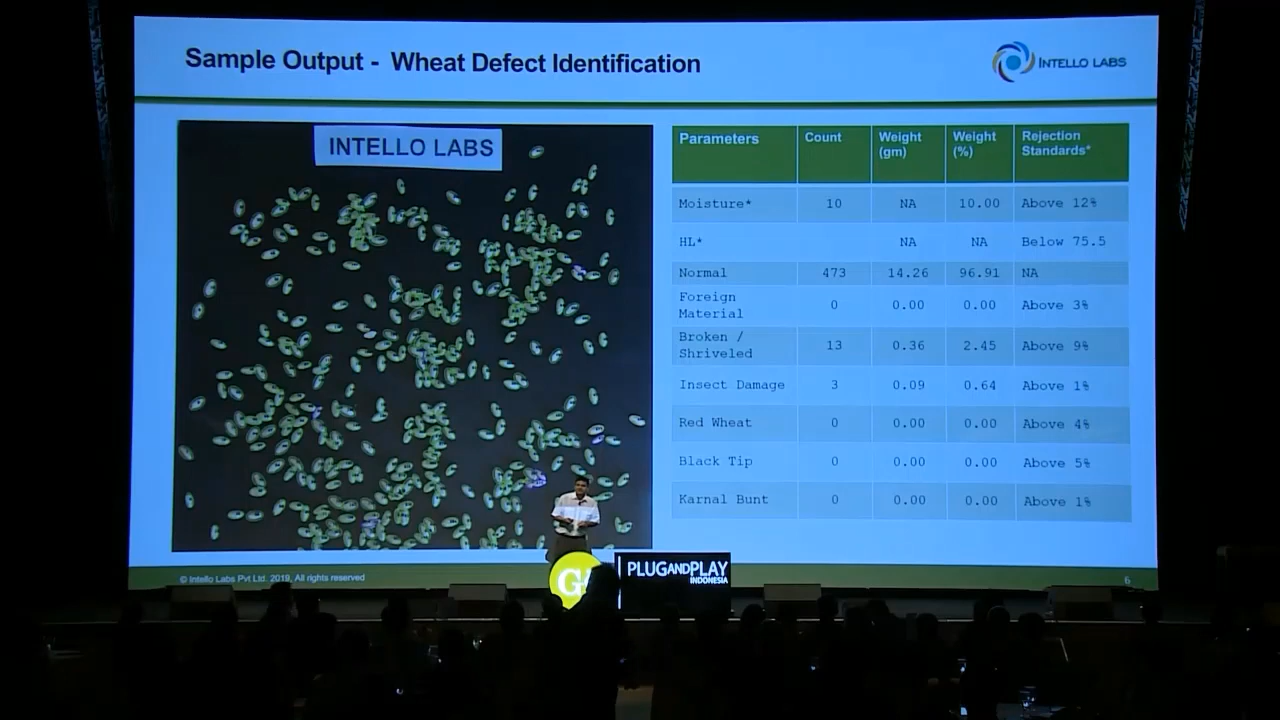 Sample Output - Wheat Defect Identification
INTELLO LABS
INTELLO LABS
Parameters Count Weight (gm) Weight (%) Rejection Standards*
Moisture* 10 NA 10.00 Above 12%
HL* NA NA Below 75.5
Normal 473 14.26 96.91 NA
Foreign Material 0 0.00 0.00 Above 3%
Broken / Shriveled 13 0.36 2.45 Above 9%
Insect Damage 3 0.09 0.64 Above 1%
Red Wheat 0 0.00 0.00 Above 4%
Black Tip 0 0.00 0.00 Above 5%
Karnal Bunt 0 0.00 0.00 Above 1%
© Intello Labs Pvt Ltd. 2019, All rights reserved
6
PLUGANDPLAY
INDONESIA